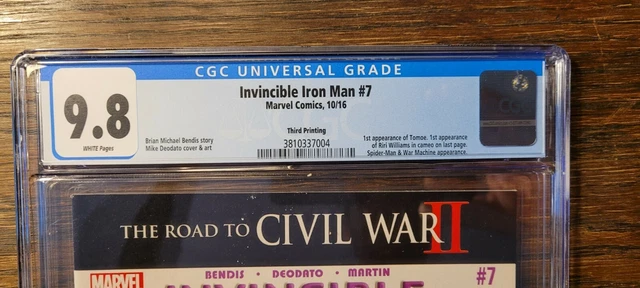 CGC UNIVERSAL GRADE
9.8
WHITE Pages
Invincible Iron Man #7
Marvel Comics, 10/16
Third Printing
Brian Michael Bendis story
Mike Deodato cover & art
3810337004
1st appearance of Tomoe. 1st appearance
of Riri Williams in cameo on last page.
Spider-Man & War Machine appearance.
CGC
THE ROAD TO CIVIL WAR II
MARVEL
BENDIS • DEODATO • MARTIN
#7
INVINCIBLE